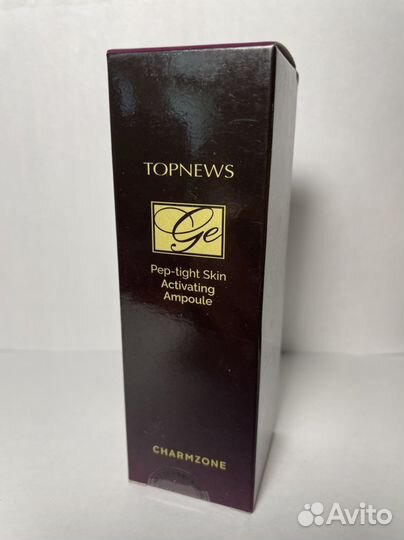 TOPNEWS
Ge
Pep-tight Skin
Activating
Ampoule
CHARMZONE
Avito